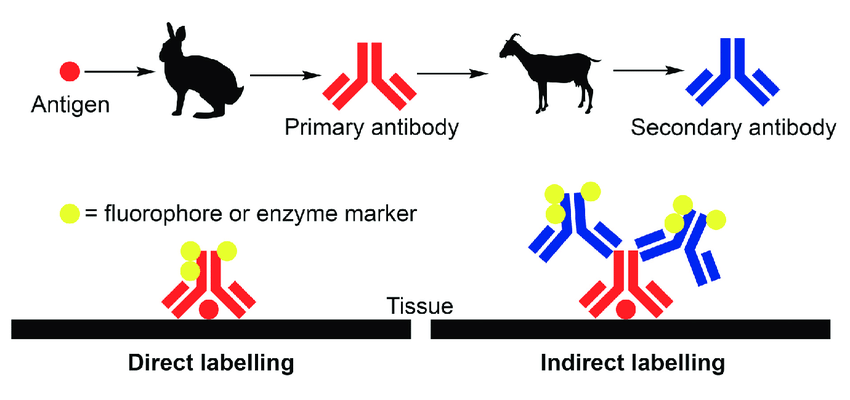 Antigen
Primary antibody
Secondary antibody
= fluorophore or enzyme marker
Tissue
Direct labelling
Indirect labelling